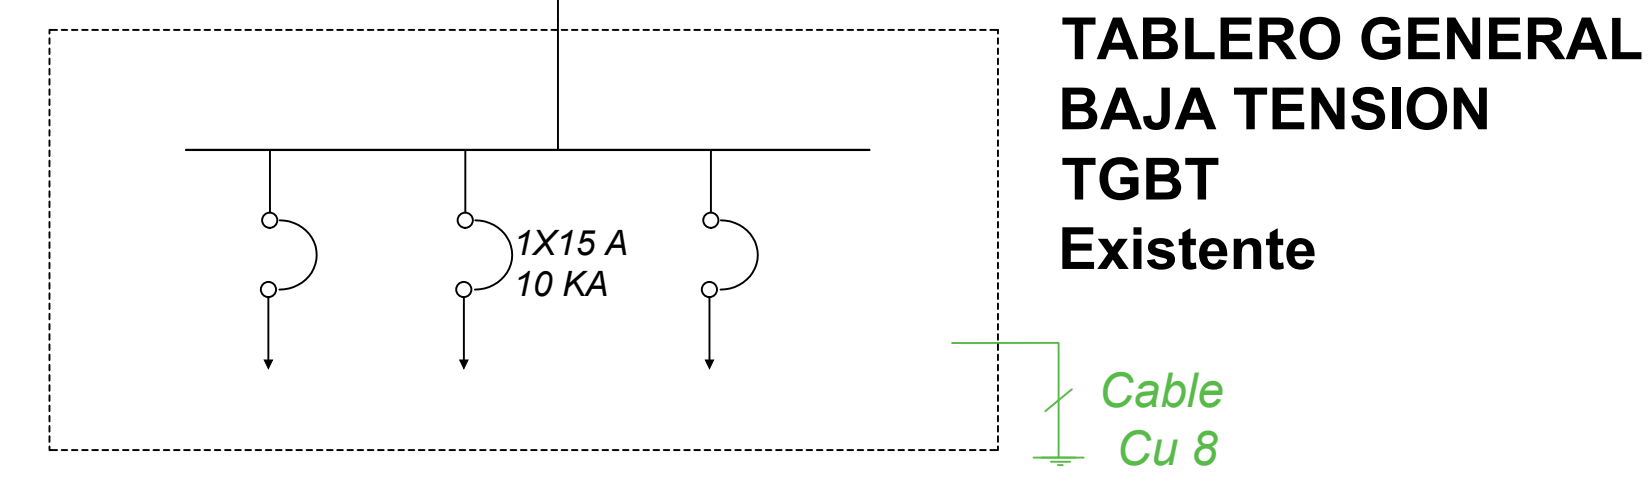 TABLERO GENERAL
BAJA TENSION
TGBT
Existente
1X15 A
10 KA
Cable
Cu 8